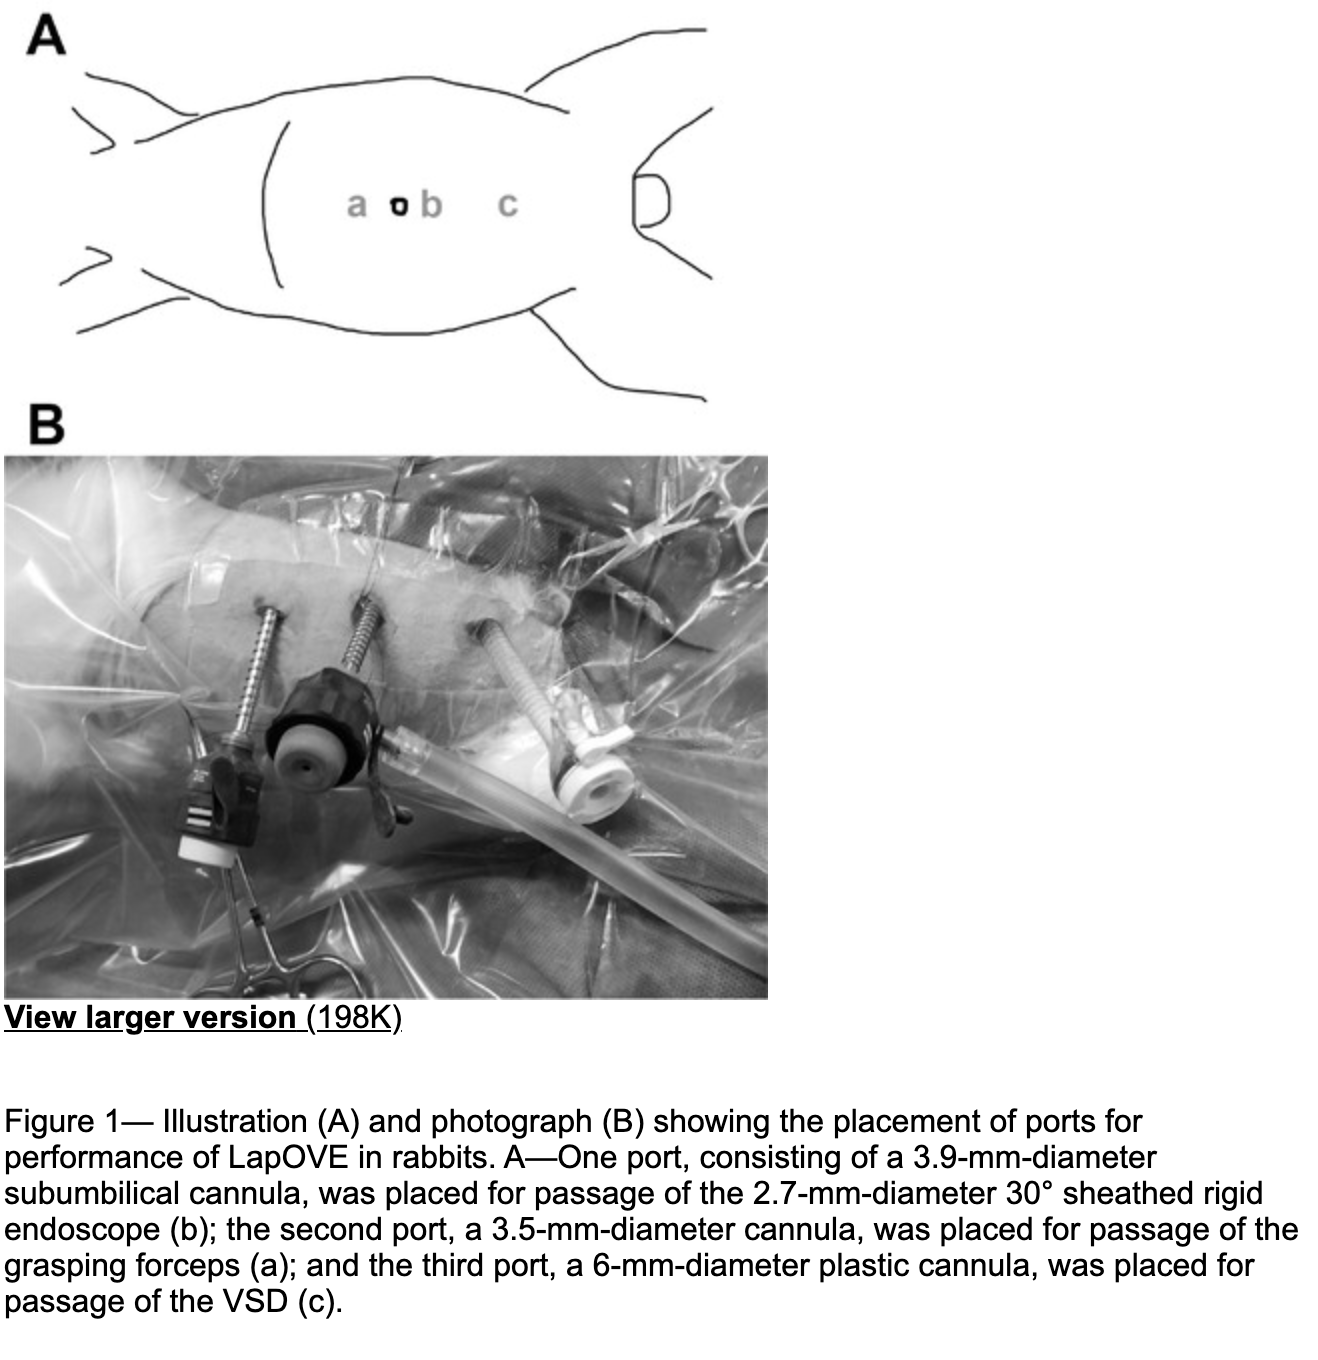 A
a b c
B
View larger version (198K)
Figure 1— Illustration (A) and photograph (B) showing the placement of ports for
performance of LapOVE in rabbits. A—One port, consisting of a 3.9-mm-diameter
subumbilical cannula, was placed for passage of the 2.7-mm-diameter 30° sheathed rigid
endoscope (b); the second port, a 3.5-mm-diameter cannula, was placed for passage of the
grasping forceps (a); and the third port, a 6-mm-diameter plastic cannula, was placed for
passage of the VSD (c).